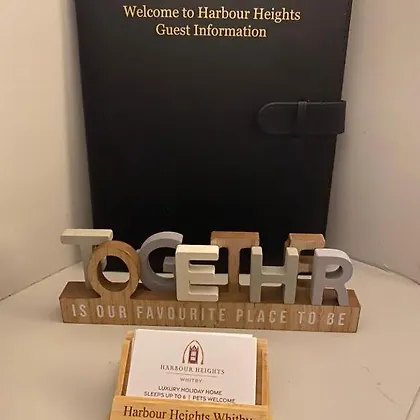 Welcome to Harbour Heights
Guest Information
TOGETHER
IS OUR FAVOURITE PLACE TO BE
HARBOUR HEIGHTS
WHITBY
LUXURY HOLIDAY HOME
SLEEPS UP TO 6 | PETS WELCOME
Harbour Heights Whitby